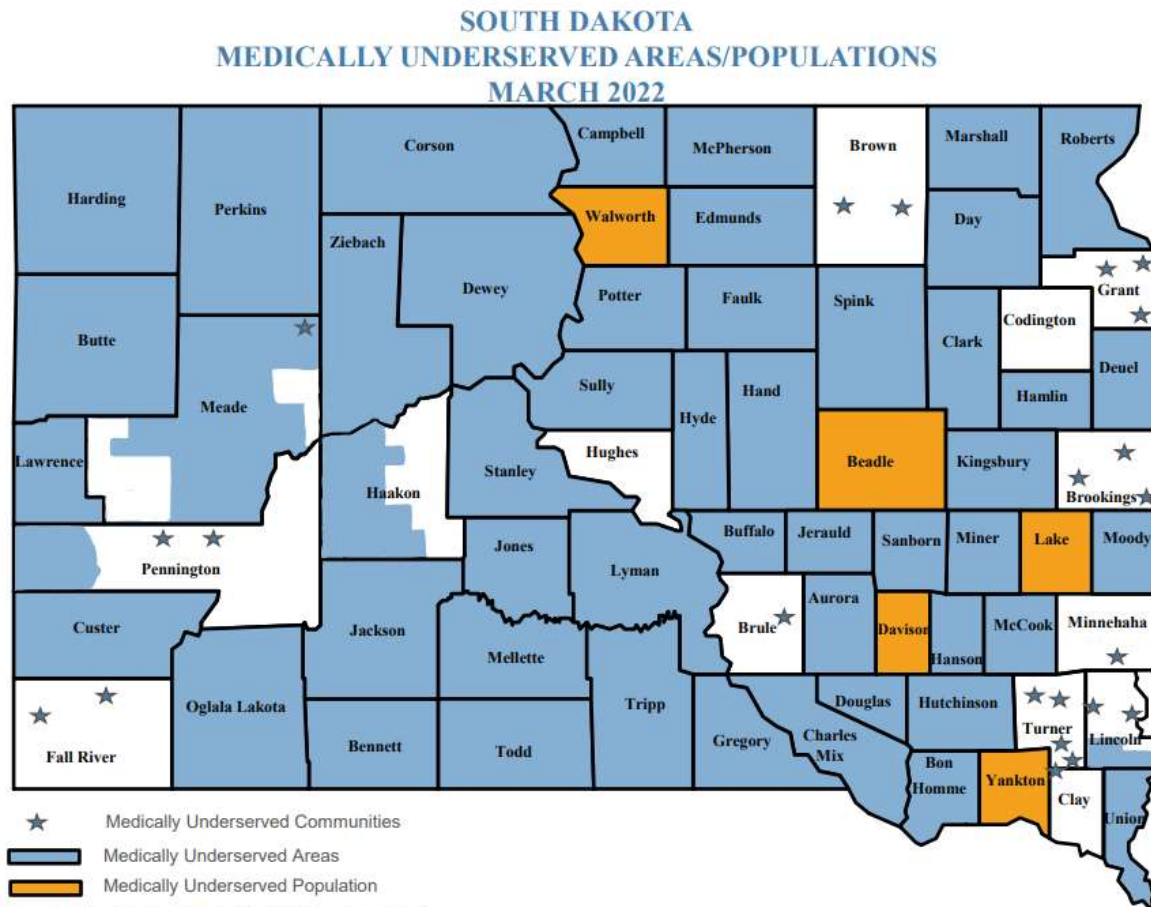 SOUTH DAKOTA
MEDICALLY UNDERSERVED AREAS/POPULATIONS
MARCH 2022
Campbell
Corson
McPherson
Brown
Marshall
Roberts
Harding
Perkins
Walworth
Edmunds
Day
Ziebach
Dewey
Potter
Faulk
Spink
Grant
Codington
Butte
Clark
Deuel
Sully
Hand
Hamlin
Meade
Hyde
Hughes
Lawrence
Stanley
Beadle
Kingsbury
Haakon
Brookings
Buffalo
Jerauld
Sanborn
Miner
Lake
Moody
Jones
Pennington
Lyman
Aurora
Custer
Jackson
Brule
Davison
McCook
Minnehaha
Mellette
Hanson
Oglala Lakota
Tripp
Douglas
Hutchinson
Turner
Gregory
Charles
Mix
Lincoln
Fall River
Bennett
Todd
Bon
Homme
Yankton
Clay
Union
Medically Underserved Communities
Medically Underserved Areas
Medically Underserved Population